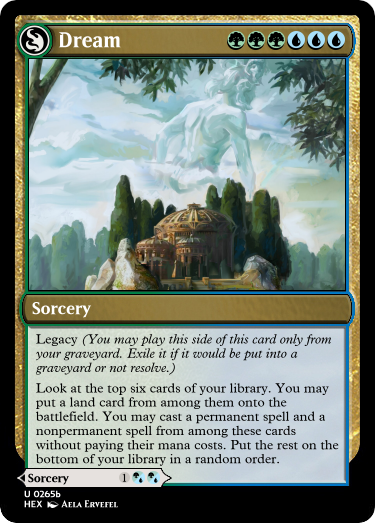 Dream
Sorcery
Legacy (You may play this side of this card only from
your graveyard. Exile it if it would be put into a
graveyard or not resolve.)
Look at the top six cards of your library. You may
put a land card from among them onto the
battlefield. You may cast a permanent spell and a
nonpermanent spell from among these cards
without paying their mana costs. Put the rest on the
bottom of your library in a random order.
Sorcery 1
U 0265b
HEX Aela Ervefel